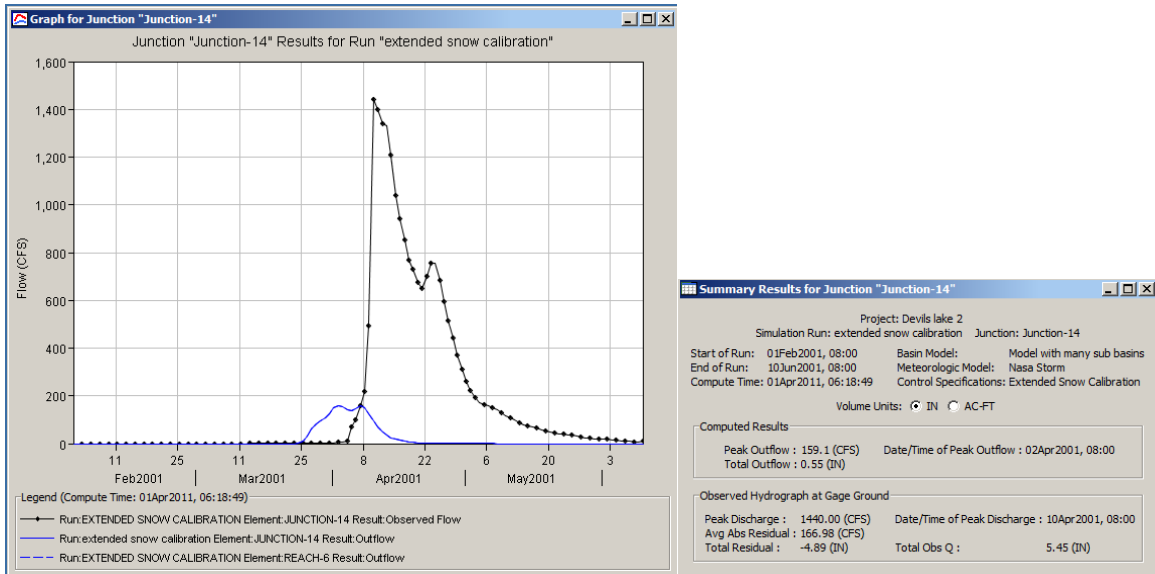 Graph for Junction "Junction-14"
Junction "Junction-14" Results for Run "extended snow calibration"
1,600
1,400
1,200
1,000
800
600
400
200
0
Flow (CFS)
11 25 11 25 8 22 6 20 3
Feb2001 | Mar2001 | Apr2001 | May2001 |
Legend (Compute Time: 01Apr2011, 06:18:49)
Run:EXTENDED SNOW CALIBRATION Element:JUNCTION-14 Result:Observed Flow
Run:extended snow calibration Element:JUNCTION-14 Result:Outflow
Run:EXTENDED SNOW CALIBRATION Element:REACH-6 Result:Outflow
Summary Results for Junction "Junction-14"
Project: Devils lake 2
Simulation Run: extended snow calibration Junction: Junction-14
Start of Run: 01Feb2001, 08:00 Basin Model: Model with many sub basins
End of Run: 10Jun2001, 08:00 Meteorologic Model: Nasa Storm
Compute Time: 01Apr2011, 06:18:49 Control Specifications: Extended Snow Calibration
Volume Units: IN AC-FT
Computed Results
Peak Outflow : 159.1 (CFS) Date/Time of Peak Outflow : 02Apr2001, 08:00
Total Outflow : 0.55 (IN)
Observed Hydrograph at Gage Ground
Peak Discharge : 1440.00 (CFS) Date/Time of Peak Discharge : 10Apr2001, 08:00
Avg Abs Residual : 166.98 (CFS)
Total Residual : -4.89 (IN) Total Obs Q : 5.45 (IN)